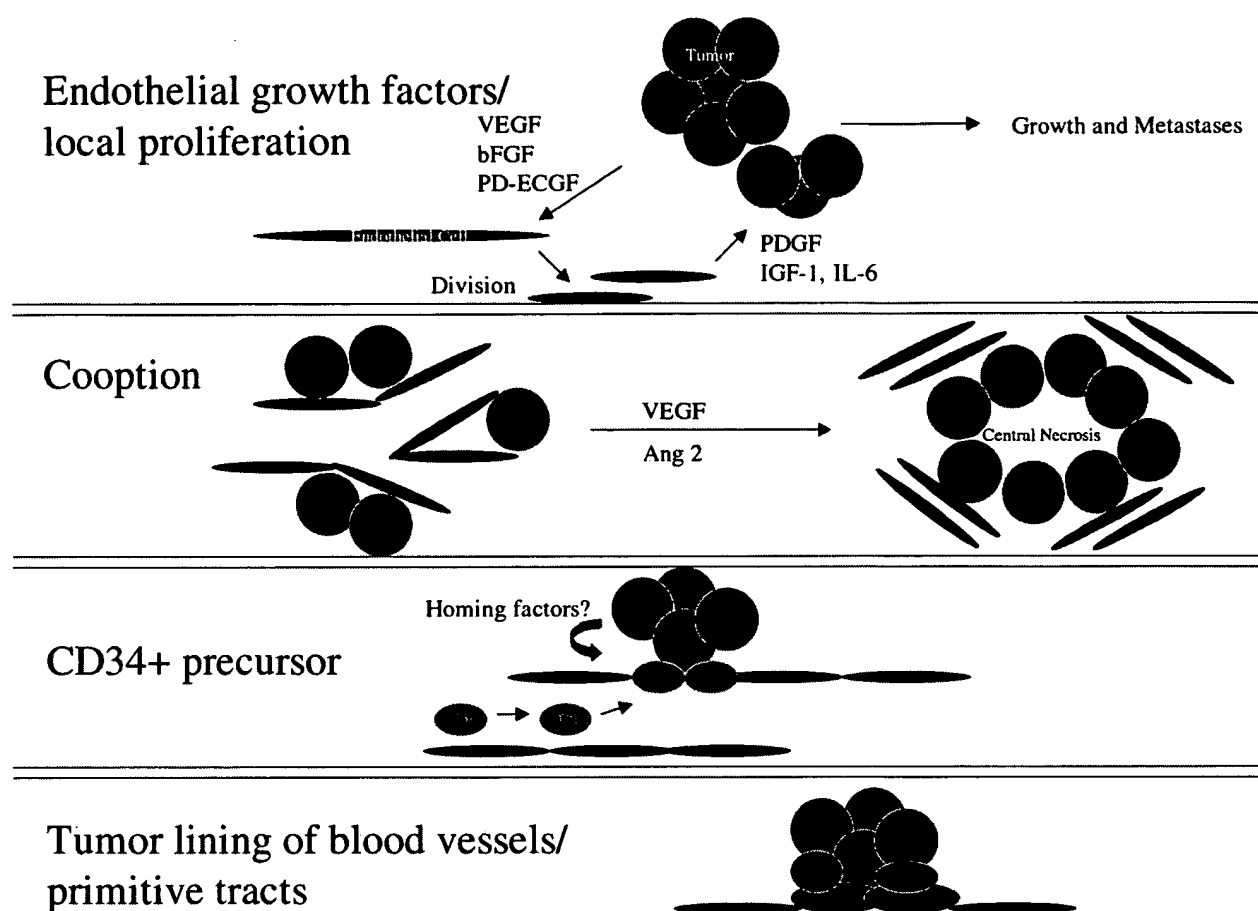 Endothelial growth factors/
local proliferation
VEGF
bFGF
PD-ECGF
Tumor
Growth and Metastases
PDGF
IGF-1, IL-6
Division
Cooption
VEGF
Ang 2
Central Necrosis
Homing factors?
CD34+ precursor
Tumor lining of blood vessels/
primitive tracts